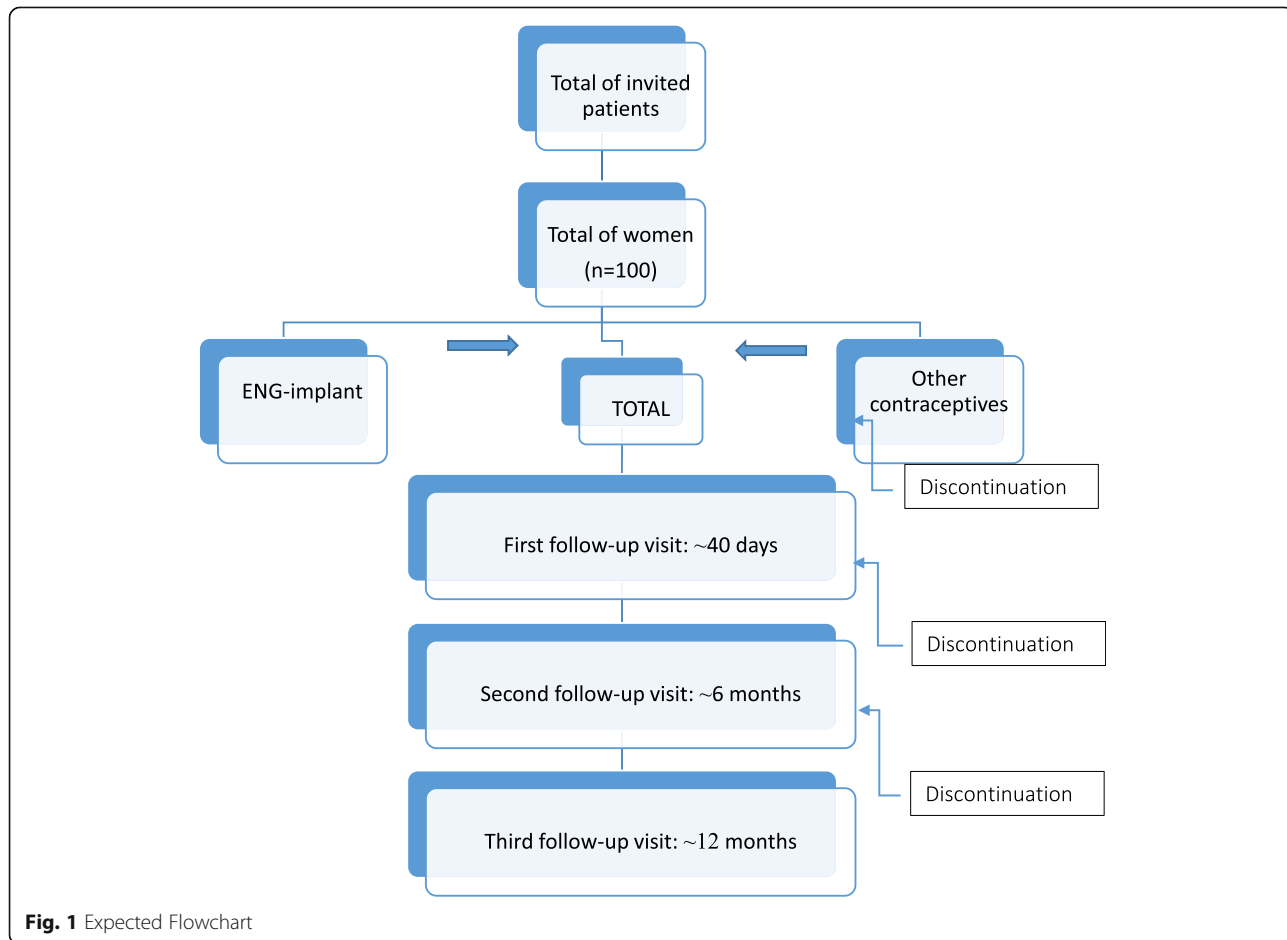 Total of invited
patients
Total of women
(n=100)
ENG-implant
TOTAL
Other
contraceptives
Discontinuation
First follow-up visit: ~40 days
Discontinuation
Second follow-up visit: ~6 months
Discontinuation
Third follow-up visit: ~12 months
Fig. 1 Expected Flowchart